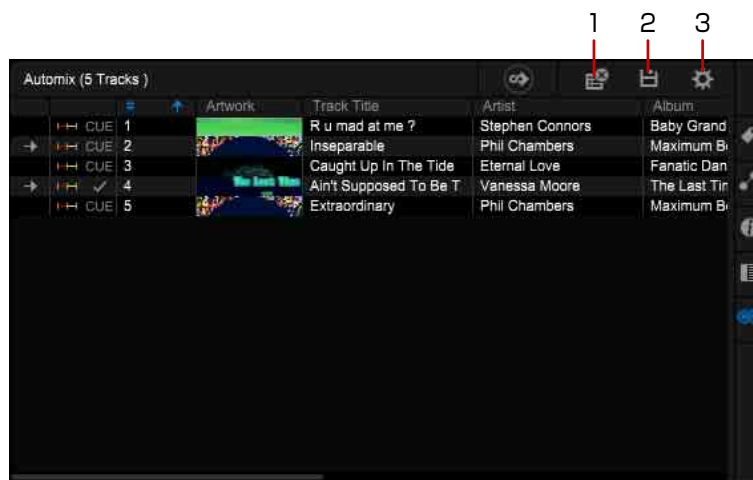 1 2 3
Automix (5 Tracks )
# Artwork Track Title Artist Album
CUE 1 R u mad at me ? Stephen Connors Baby Grand
CUE 2 Inseparable Phil Chambers Maximum B
CUE 3 Caught Up In The Tide Eternal Love Fanatic Dan
4 Ain't Supposed To Be T Vanessa Moore The Last Tim
CUE 5 Extraordinary Phil Chambers Maximum B